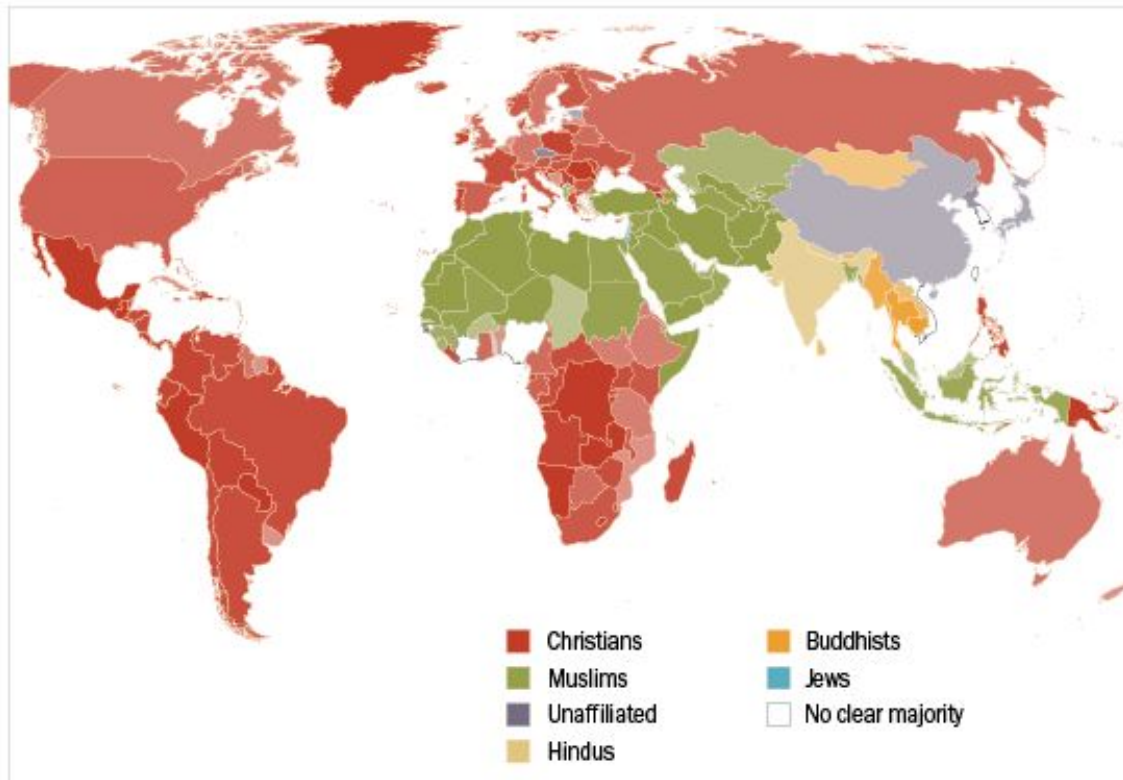 Christians
Muslims
Unaffiliated
Hindus
Buddhists
Jews
No clear majority